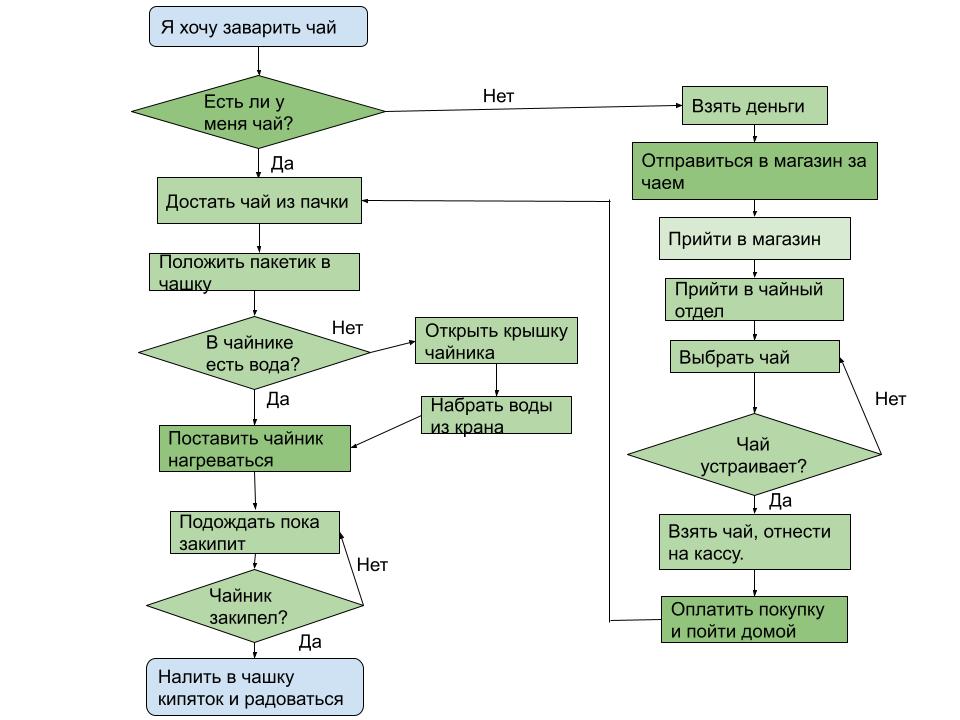 Я хочу заварить чай
Есть ли у
меня чай?
Нет
Да
Взять деньги
Отправиться в магазин за
чаем
Прийти в магазин
Прийти в чайный
отдел
Выбрать чай
Чай
устраивает?
Нет
Да
Взять чай, отнести
на кассу.
Оплатить покупку
и пойти домой
Достать чай из пачки
Положить пакетик в
чашку
В чайнике
есть вода?
Нет
Да
Открыть крышку
чайника
Набрать воды
из крана
Поставить чайник
нагреваться
Подождать пока
закипит
Чайник
закипел?
Нет
Да
Налить в чашку
кипяток и радоваться